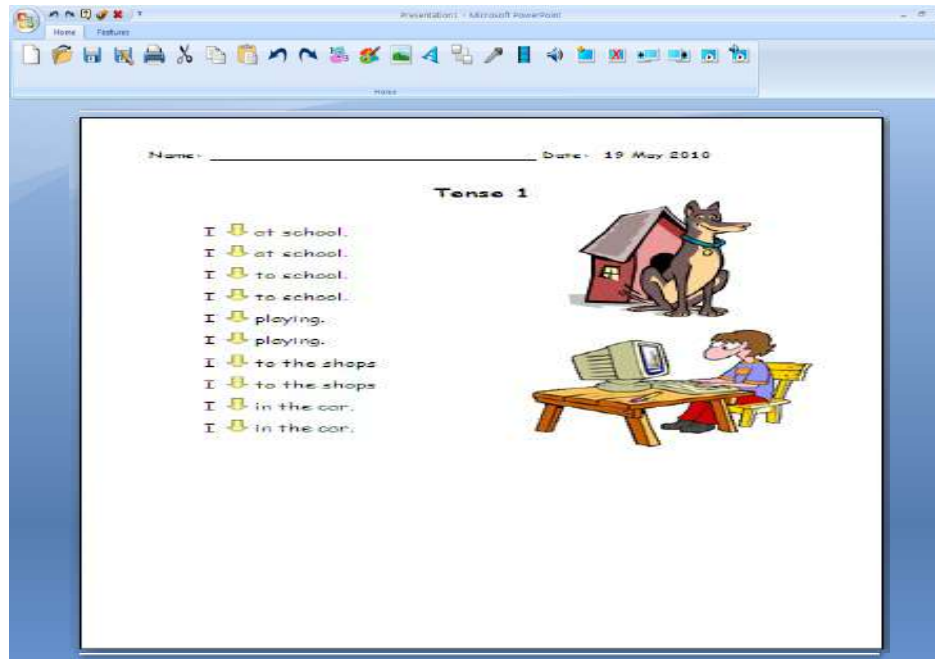 Presentation1 - Microsoft PowerPoint
Home Features
Home
Name: Date: 19 May 2010
Tense 1
I at school.
I at school.
I to school.
I to school.
I playing.
I playing.
I to the shops
I to the shops
I in the car.
I in the car.